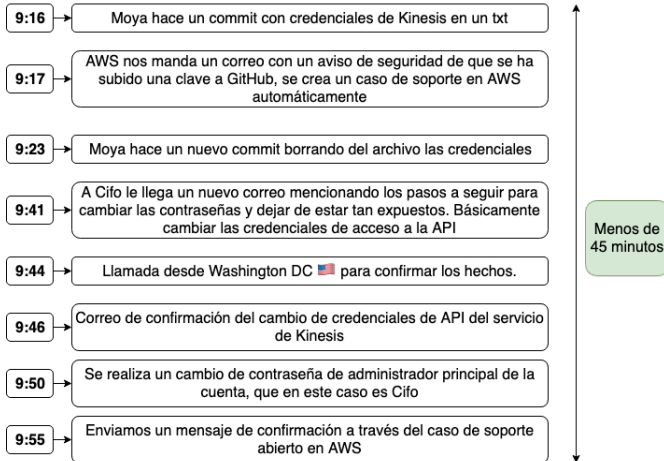 9:16
Moya hace un commit con credenciales de Kinesis en un txt
9:17
AWS nos manda un correo con un aviso de seguridad de que se ha
subido una clave a GitHub, se crea un caso de soporte en AWS
automáticamente
9:23
Moya hace un nuevo commit borrando del archivo las credenciales
9:41
A Cifo le llega un nuevo correo mencionando los pasos a seguir para
cambiar las contraseñas y dejar de estar tan expuestos. Básicamente
cambiar las credenciales de acceso a la API
Menos de
45 minutos
9:44
Llamada desde Washington DC 🇺🇸 para confirmar los hechos.
9:46
Correo de confirmación del cambio de credenciales de API del servicio
de Kinesis
9:50
Se realiza un cambio de contraseña de administrador principal de la
cuenta, que en este caso es Cifo
9:55
Enviamos un mensaje de confirmación a través del caso de soporte
abierto en AWS